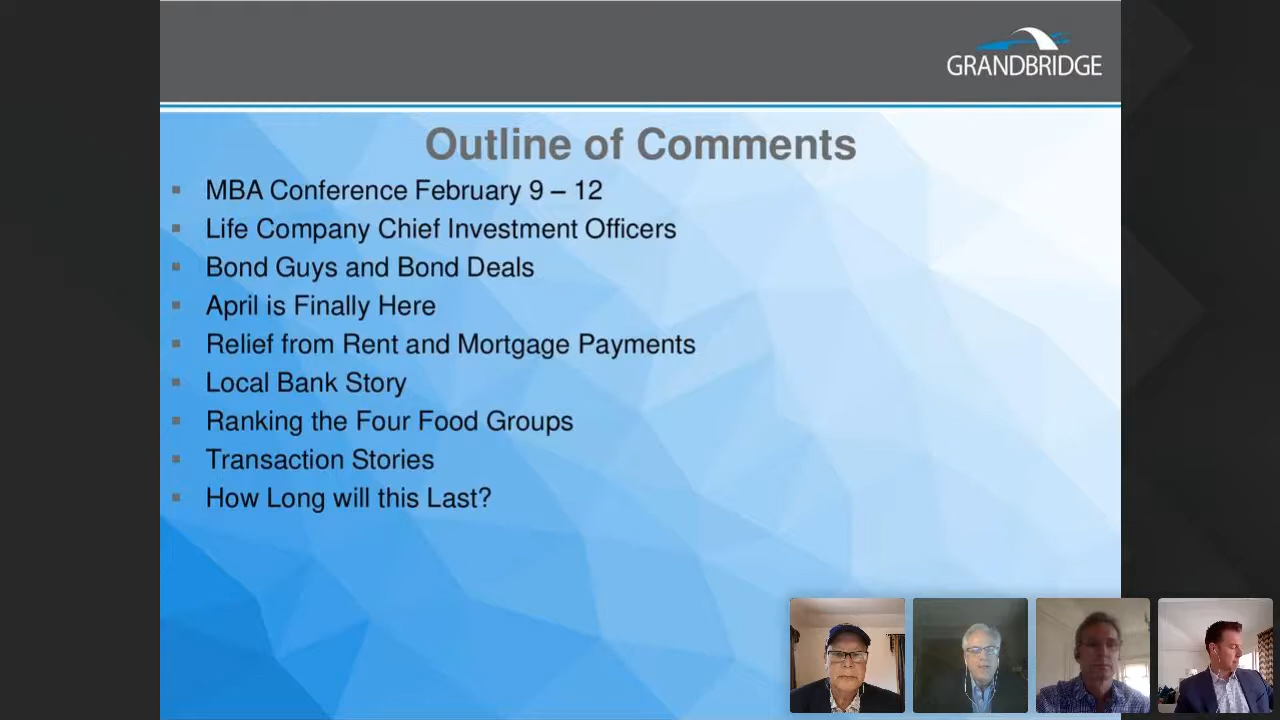 GRANDBRIDGE
Outline of Comments
MBA Conference February 9 – 12
Life Company Chief Investment Officers
Bond Guys and Bond Deals
April is Finally Here
Relief from Rent and Mortgage Payments
Local Bank Story
Ranking the Four Food Groups
Transaction Stories
How Long will this Last?